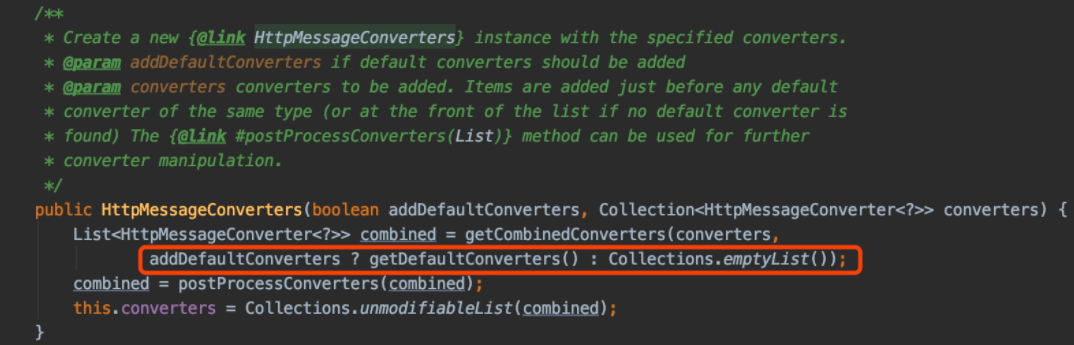 /**
* Create a new {@link HttpMessageConverters} instance with the specified converters.
* @param addDefaultConverters if default converters should be added
* @param converters converters to be added. Items are added just before any default
* converter of the same type (or at the front of the list if no default converter is
* found) The {@link #postProcessConverters(List)} method can be used for further
* converter manipulation.
*/
public HttpMessageConverters(boolean addDefaultConverters, Collection<HttpMessageConverter<?>> converters) {
List<HttpMessageConverter<?>> combined = getCombinedConverters(converters,
addDefaultConverters ? getDefaultConverters() : Collections.emptyList());
combined = postProcessConverters(combined);
this.converters = Collections.unmodifiableList(combined);
}